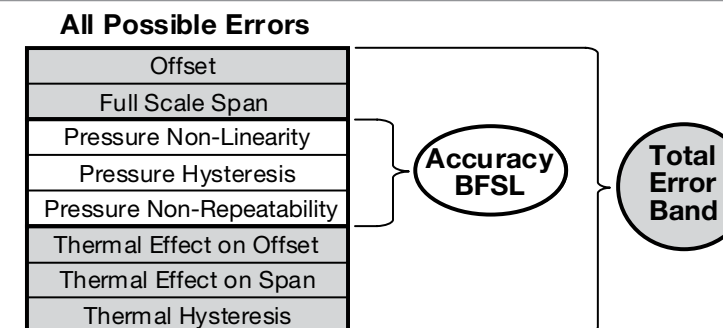 All Possible Errors
Offset
Full Scale Span
Pressure Non-Linearity
Pressure Hysteresis
Pressure Non-Repeatability
Thermal Effect on Offset
Thermal Effect on Span
Thermal Hysteresis
Accuracy
BFSL
Total
Error
Band